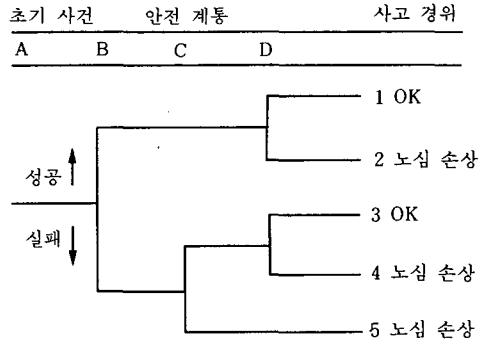 초기 사건 안전 계통 사고 경위
A B C D
1 OK
2 노심 손상
성공
3 OK
실패
4 노심 손상
5 노심 손상